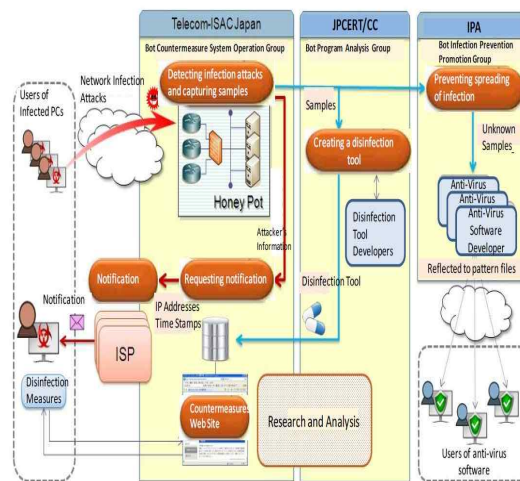 Telecom-ISAC Japan
Bot Countermeasure System Operation Group
JPCERT/CC
Bot Program Analysis Group
IPA
Bot Infection Prevention
Promotion Group
Users of
Infected PCs
Network Infection
Attacks
Detecting infection attacks
and capturing samples
Honey Pot
Samples
Creating a disinfection
tool
Disinfection
Tool
Developers
Preventing spreading
of infection
Unknown
Samples
Anti-Virus
Anti-Virus
Anti-Virus
Software
Developer
Reflected to pattern files
Attacker's
Information
Notification
Requesting notification
Disinfection Tool
Notification
IP Addresses
Time Stamps
ISP
Disinfection
Measures
Countermeasures
Web Site
Research and Analysis
Users of anti-virus
software